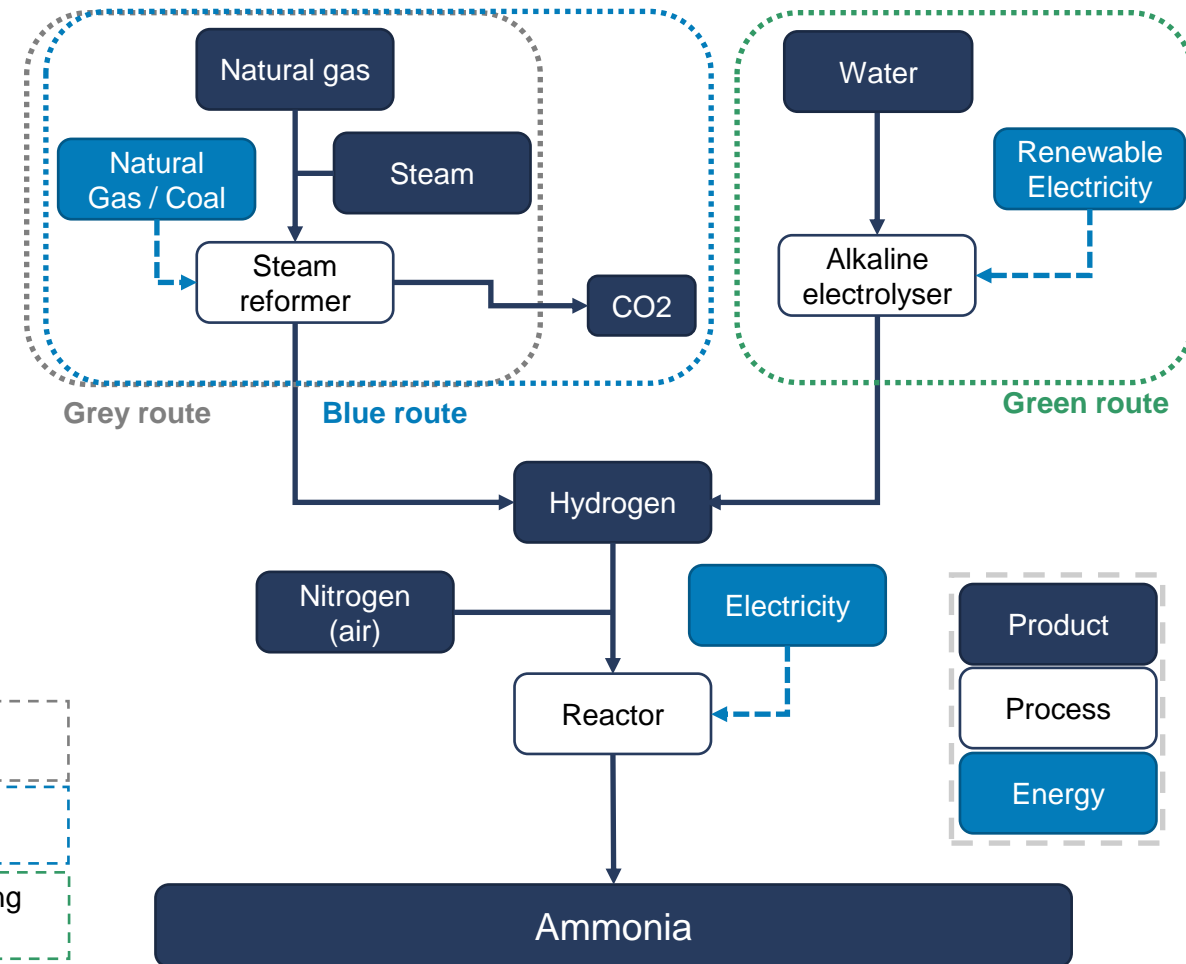 Natural gas
Water
Natural
Gas / Coal
Steam
Renewable
Electricity
Steam
reformer
Alkaline
electrolyser
CO2
Grey route
Blue route
Green route
Hydrogen
Nitrogen
(air)
Electricity
Product
Reactor
Process
Energy
Ammonia